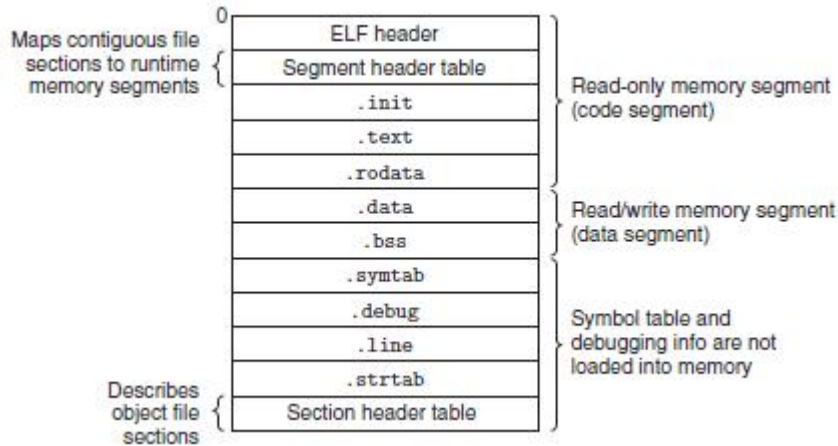 0
ELF header
Maps contiguous file
sections to runtime
memory segments
Segment header table
.init
.text
.rodata
Read-only memory segment
(code segment)
.data
.bss
Read/write memory segment
(data segment)
.symtab
.debug
.line
.strtab
Symbol table and
debugging info are not
loaded into memory
Describes
object file
sections
Section header table